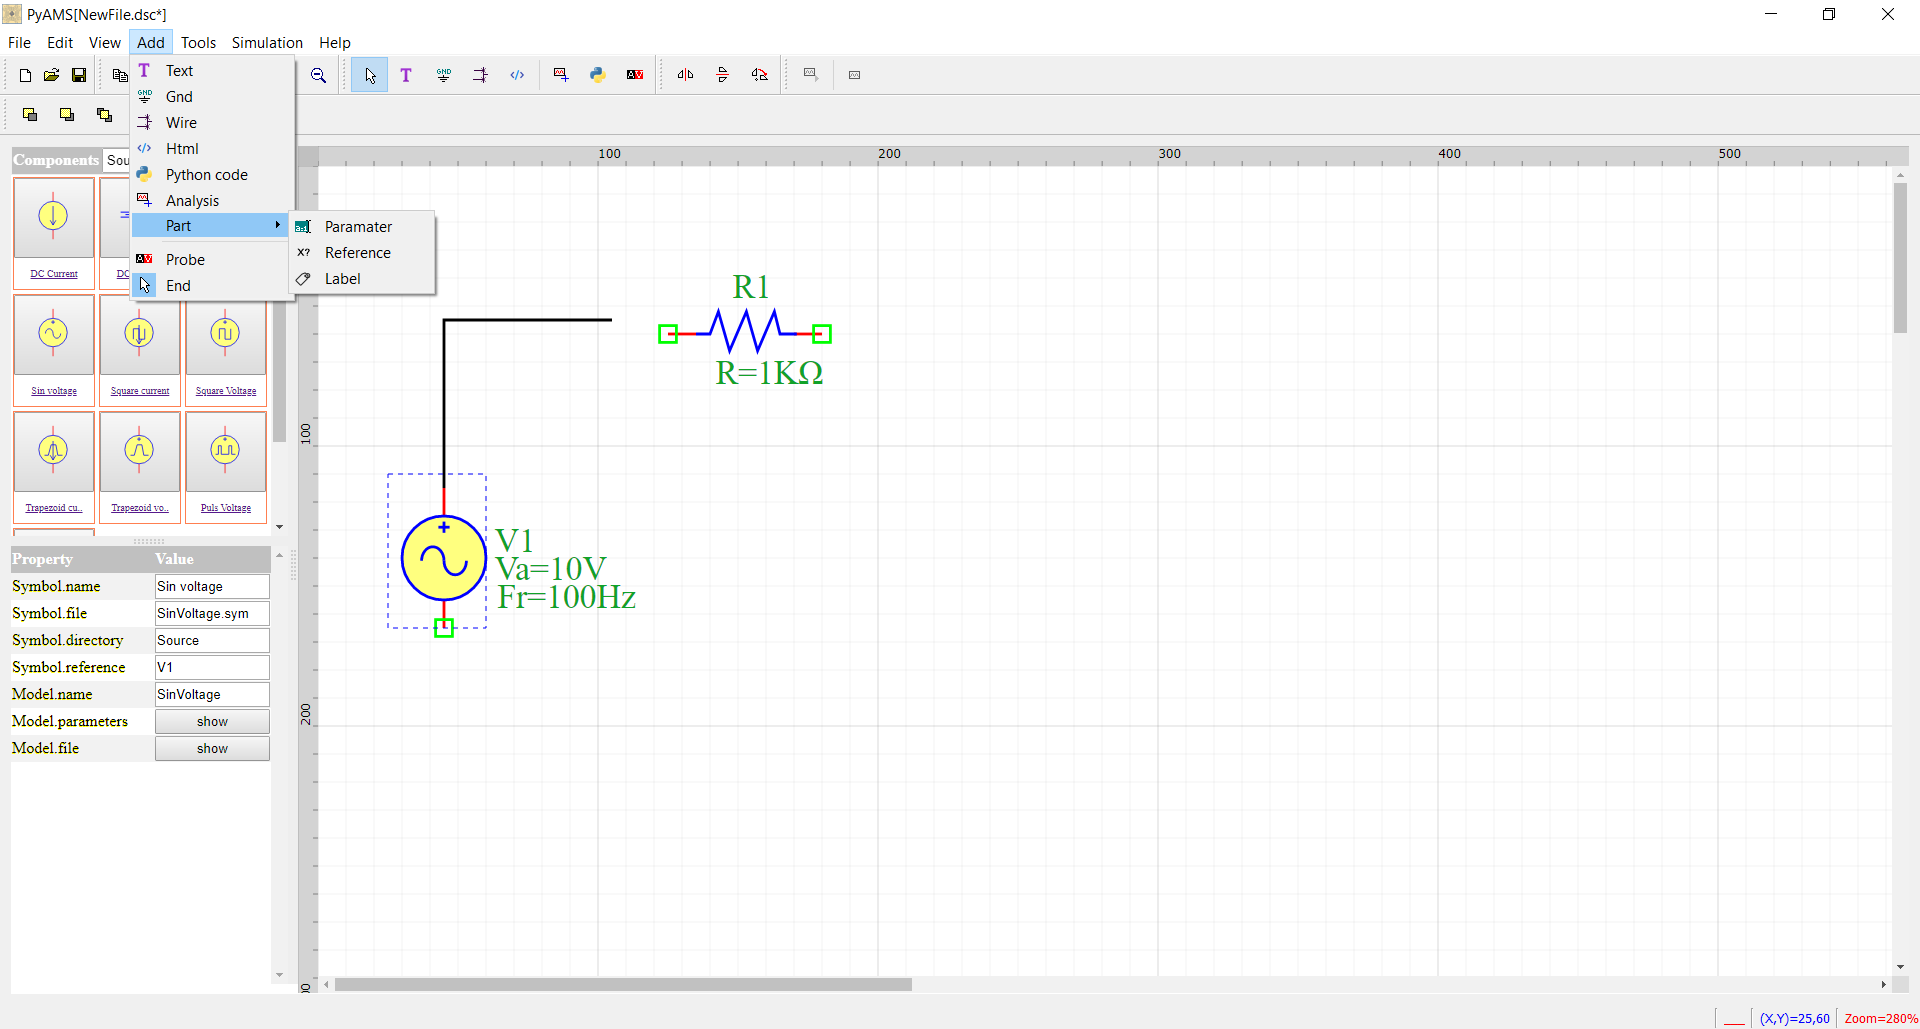 PyAMS[NewFile.dsc*]
File Edit View Add Tools Simulation Help
Text
Gnd
Wire
Html
Python code
Analysis
Part
Probe
End
Paramater
Reference
Label
T GND </> AV
Components Sou
DC Current DC
Sin voltage Square current Square Voltage
Trapezoid cu.. Trapezoid vo.. Puls Voltage
Property Value
Symbol.name Sin voltage
Symbol.file SinVoltage.sym
Symbol.directory Source
Symbol.reference V1
Model.name SinVoltage
Model.parameters show
Model.file show
100 200 300 400 500
100
200
R1
R=1KΩ
V1
Va=10V
Fr=100Hz
(X,Y)=25,60 Zoom=280%